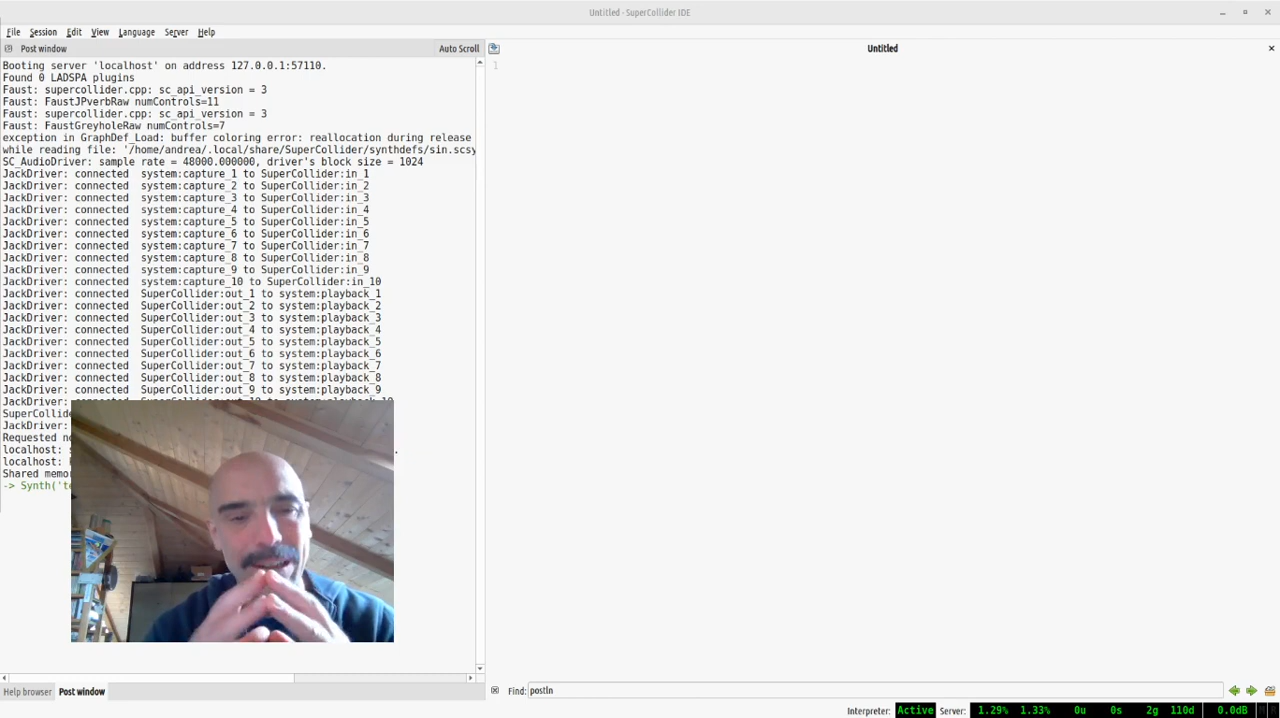 Untitled - SuperCollider IDE
File Session Edit View Language Server Help
Post window Auto Scroll
Untitled
Booting server 'localhost' on address 127.0.0.1:57110.
1
Found 0 LADSPA plugins
Faust: supercollider.cpp: sc_api_version = 3
Faust: FaustJPverbRaw numControls=11
Faust: supercollider.cpp: sc_api_version = 3
Faust: FaustGreyholeRaw numControls=7
exception in GraphDef_Load: buffer coloring error: reallocation during release
while reading file: '/home/andrea/.local/share/SuperCollider/synthdefs/sin.scsy
SC_AudioDriver: sample rate = 48000.000000, driver's block size = 1024
JackDriver: connected  system:capture_1 to SuperCollider:in_1
JackDriver: connected  system:capture_2 to SuperCollider:in_2
JackDriver: connected  system:capture_3 to SuperCollider:in_3
JackDriver: connected  system:capture_4 to SuperCollider:in_4
JackDriver: connected  system:capture_5 to SuperCollider:in_5
JackDriver: connected  system:capture_6 to SuperCollider:in_6
JackDriver: connected  system:capture_7 to SuperCollider:in_7
JackDriver: connected  system:capture_8 to SuperCollider:in_8
JackDriver: connected  system:capture_9 to SuperCollider:in_9
JackDriver: connected  system:capture_10 to SuperCollider:in_10
JackDriver: connected  SuperCollider:out_1 to system:playback_1
JackDriver: connected  SuperCollider:out_2 to system:playback_2
JackDriver: connected  SuperCollider:out_3 to system:playback_3
JackDriver: connected  SuperCollider:out_4 to system:playback_4
JackDriver: connected  SuperCollider:out_5 to system:playback_5
JackDriver: connected  SuperCollider:out_6 to system:playback_6
JackDriver: connected  SuperCollider:out_7 to system:playback_7
JackDriver: connected  SuperCollider:out_8 to system:playback_8
JackDriver: connected  SuperCollider:out_9 to system:playback_9
JackDriver: connected  SuperCollider:out_10 to system:playback_10
SuperCollide
JackDriver:
Requested no
localhost: s
localhost:
Shared memor
-> Synth('te
Help browser Post window
Find: postln
Interpreter: Active Server: 1.29% 1.33% 0u 0s 2g 110d 0.0dB M R